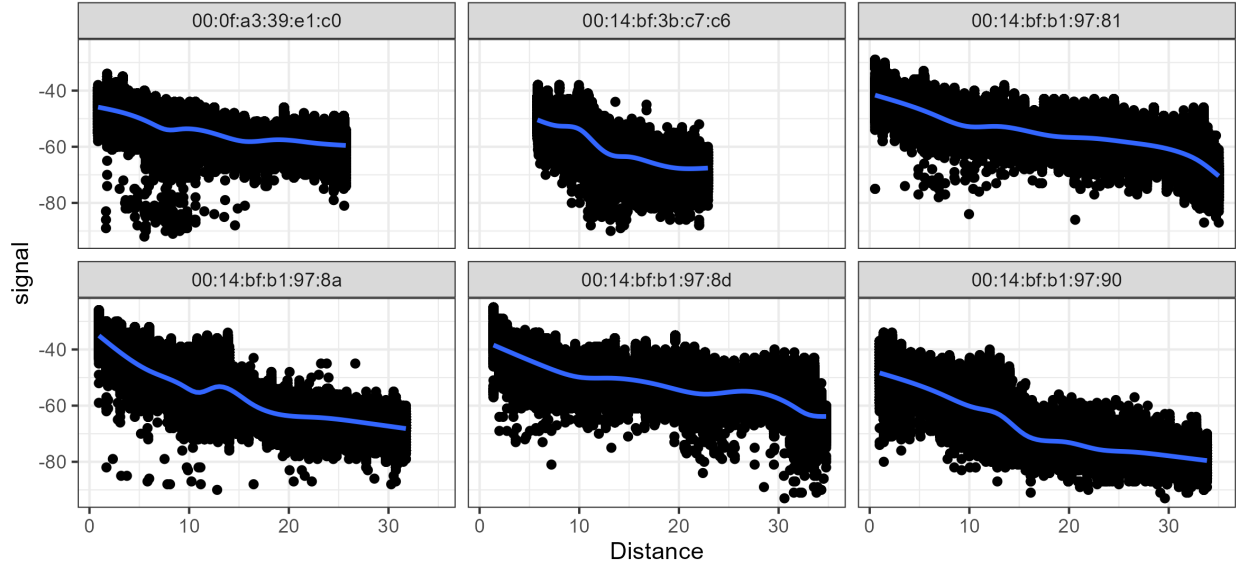 00:0f:a3:39:e1:c0 00:14:bf:3b:c7:c6 00:14:bf:b1:97:81
-40
-60
-80
00:14:bf:b1:97:8a 00:14:bf:b1:97:8d 00:14:bf:b1:97:90
-40
-60
-80
0 10 20 30 0 10 20 30 0 10 20 30
Distance
signal